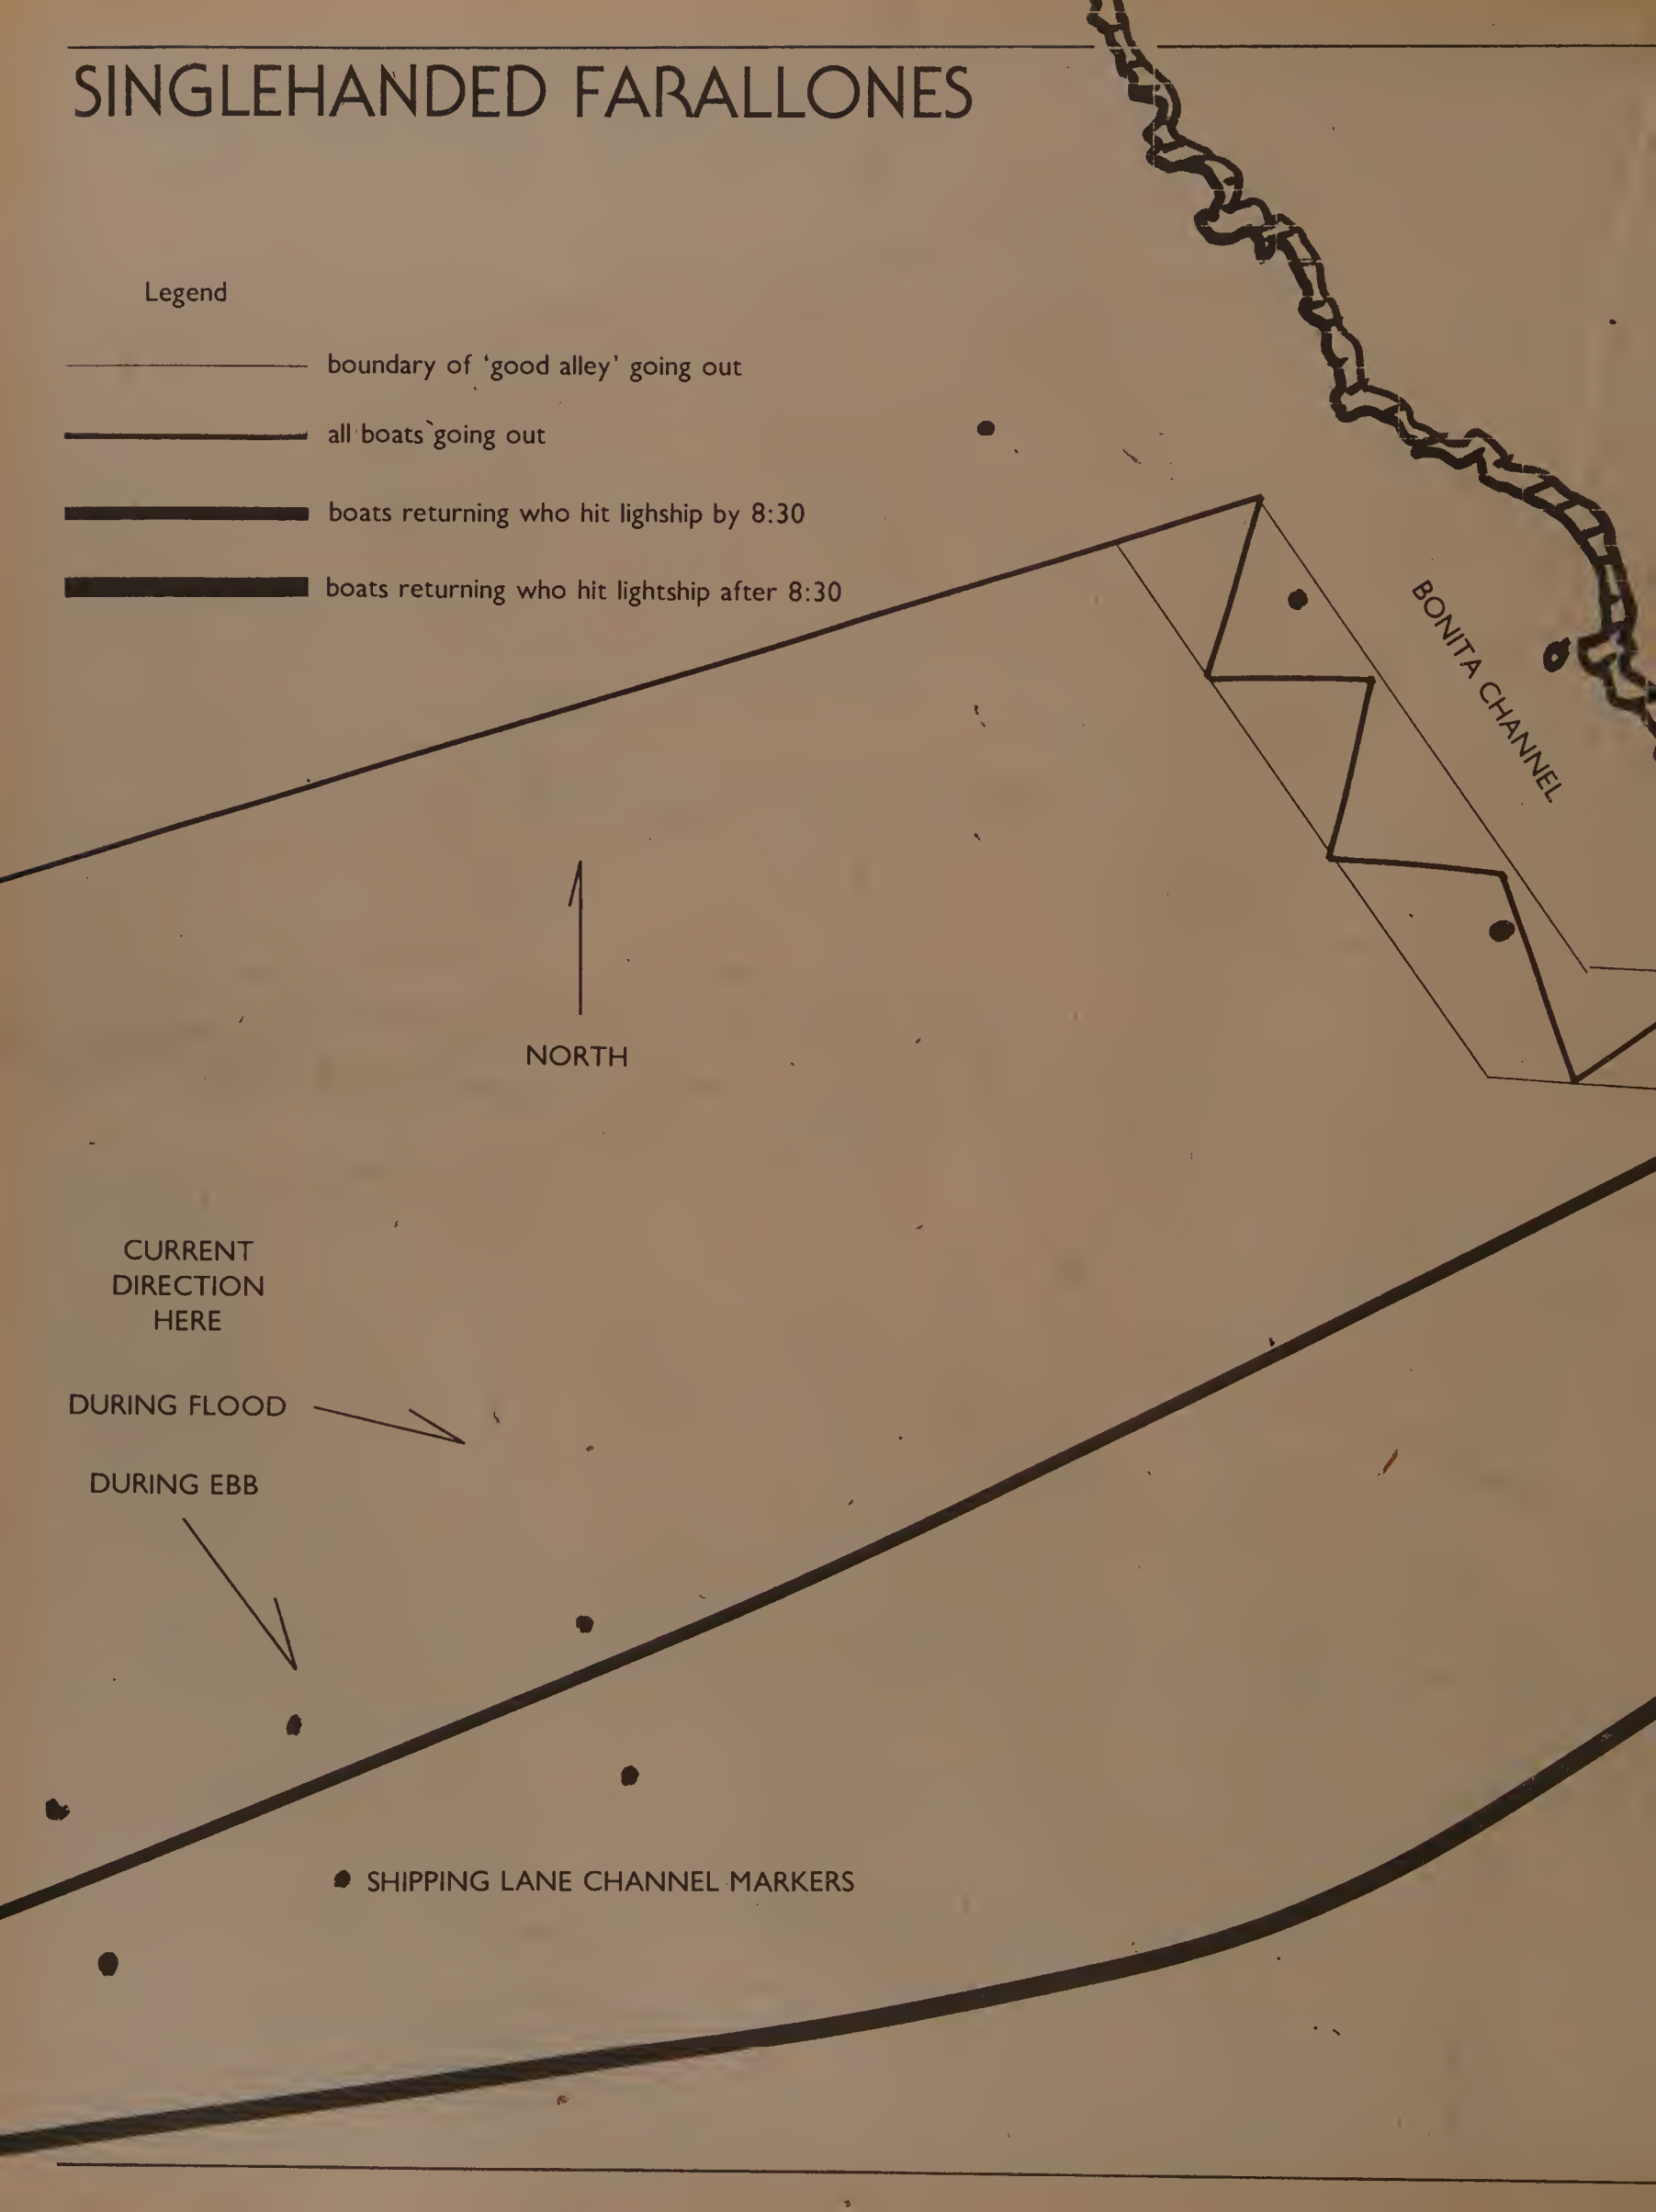 SINGLEHANDED FARALLONES
Legend
boundary of 'good alley' going out
all boats going out
boats returning who hit lighship by 8:30
boats returning who hit lightship after 8:30
BONITA CHANNEL
NORTH
CURRENT
DIRECTION
HERE
DURING FLOOD
DURING EBB
SHIPPING LANE CHANNEL MARKERS